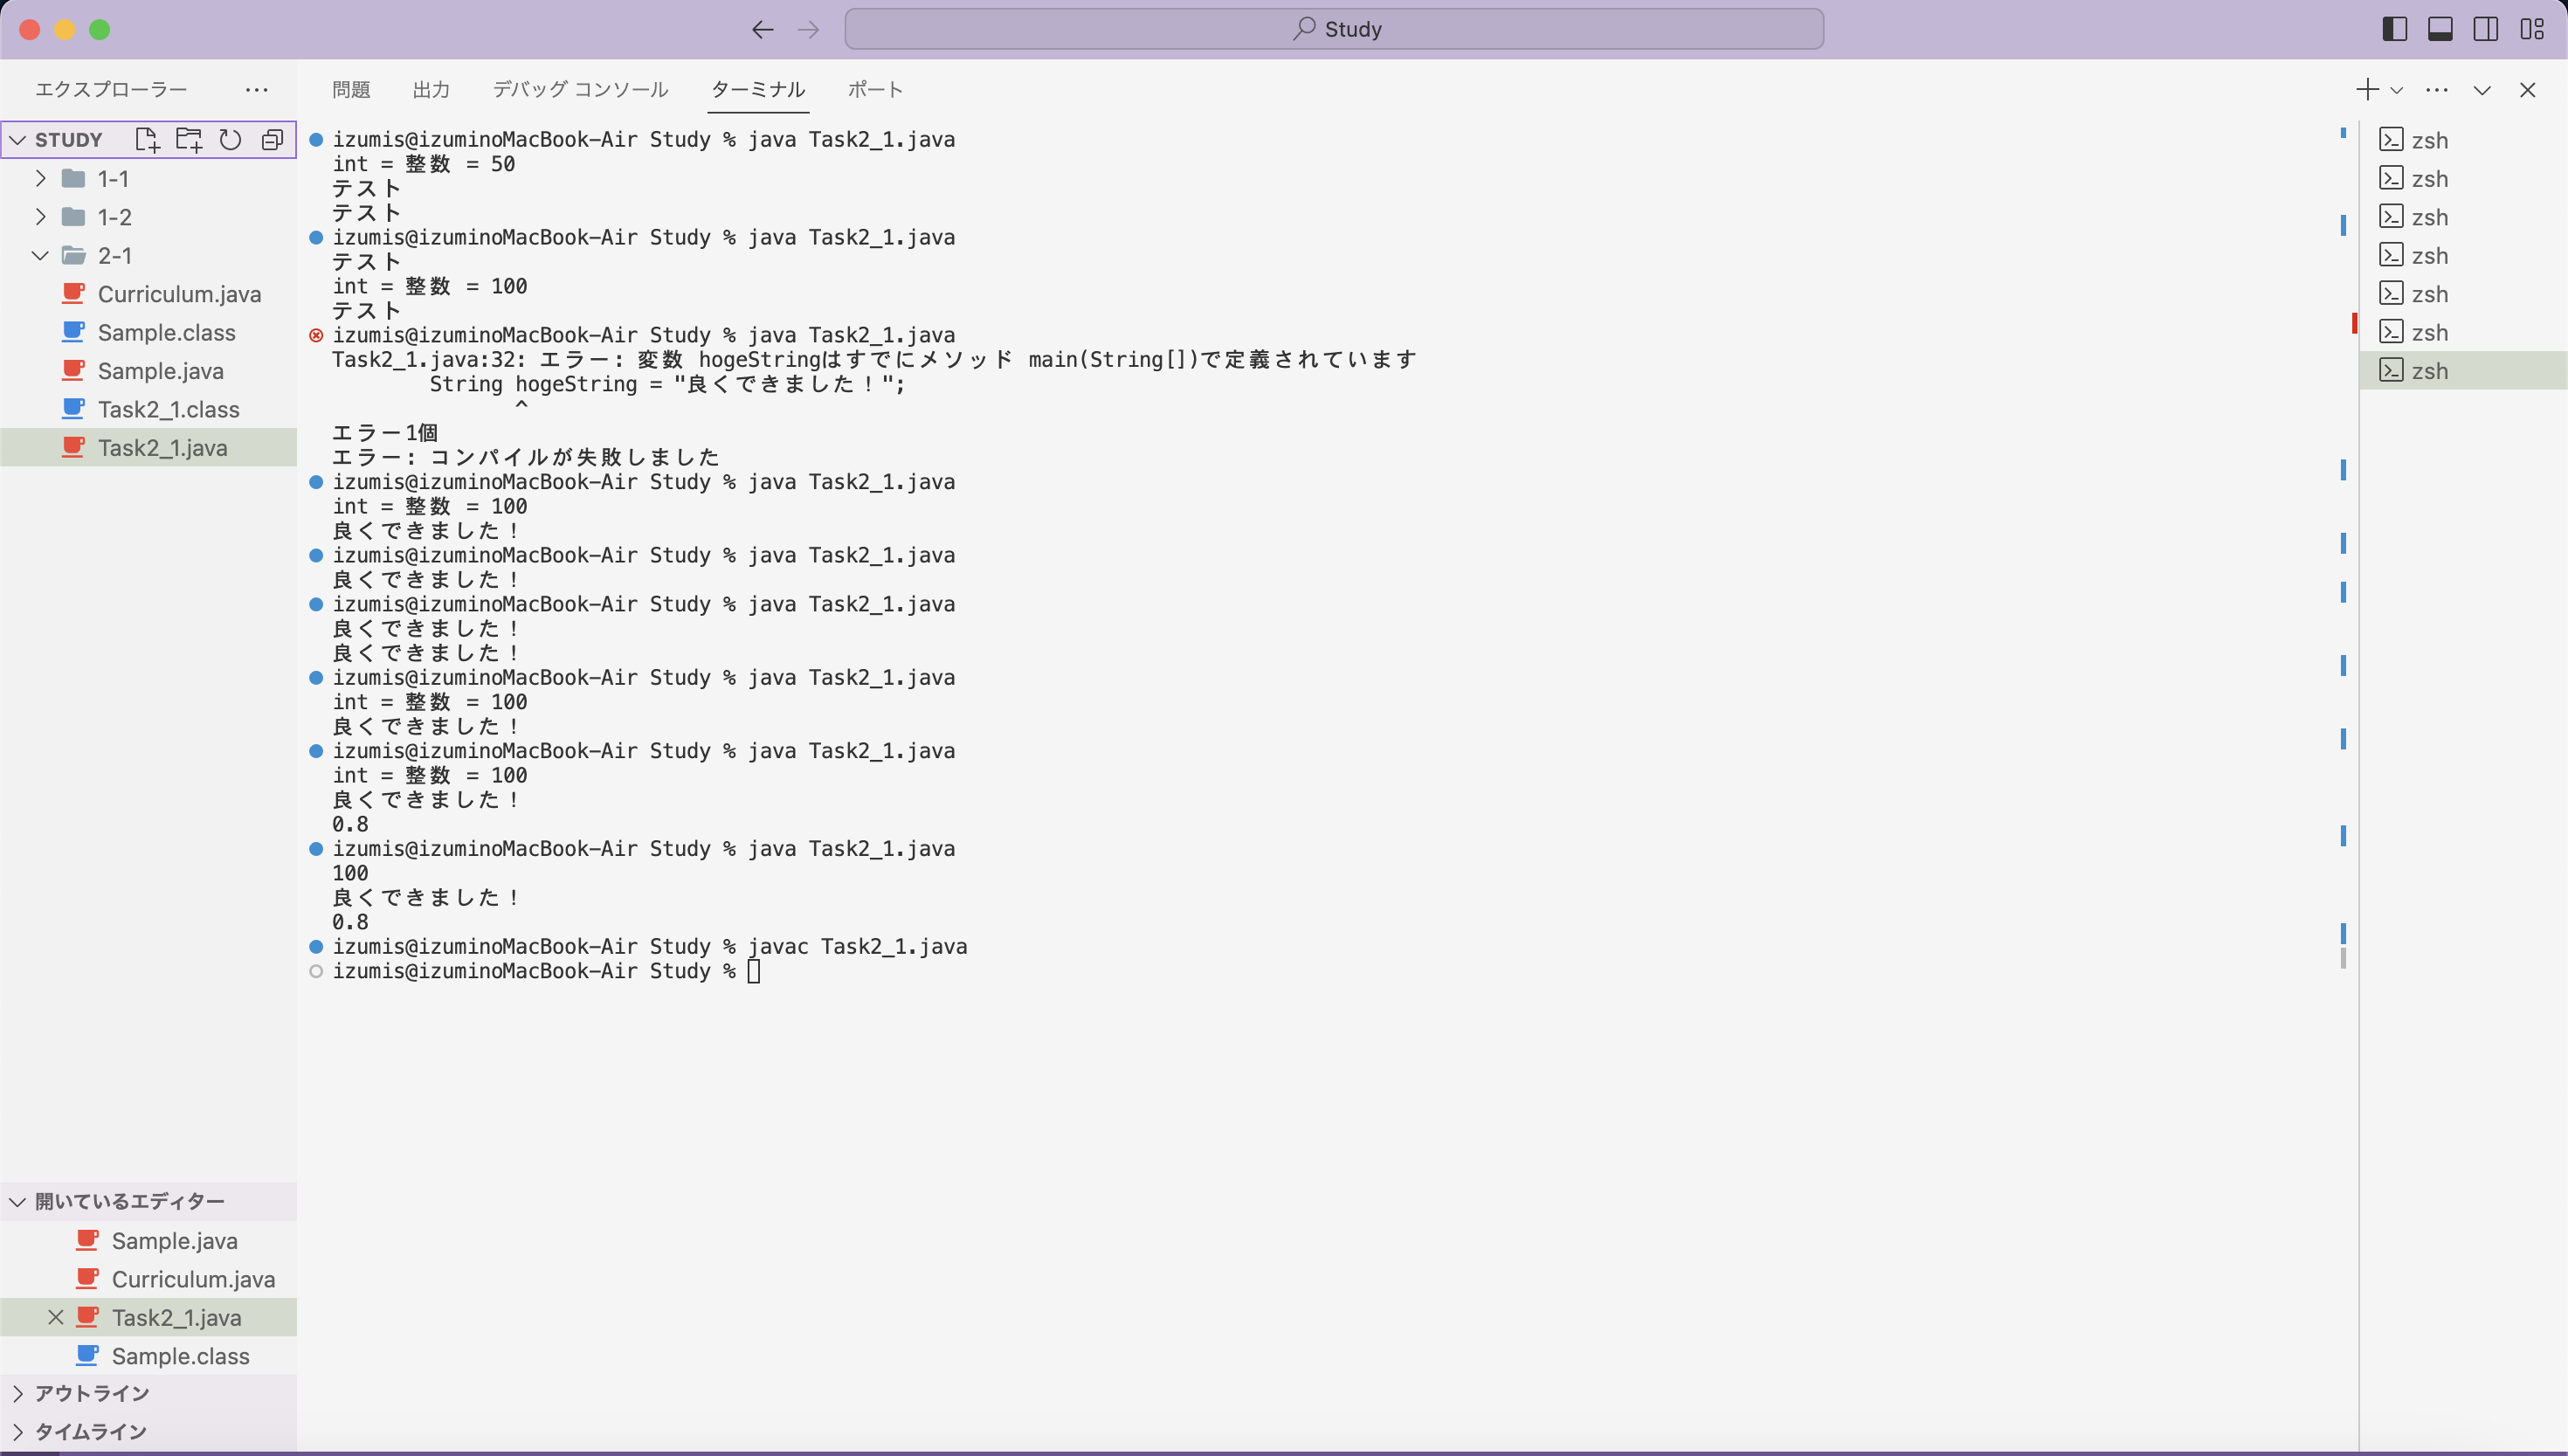 Study
エクスプローラー
STUDY
1-1
1-2
2-1
Curriculum.java
Sample.class
Sample.java
Task2_1.class
Task2_1.java
開いているエディター
Sample.java
Curriculum.java
Task2_1.java
Sample.class
アウトライン
タイムライン
問題 出力 デバッグ コンソール ターミナル ポート
izumis@izuminoMacBook-Air Study % java Task2_1.java
int = 整数 = 50
テスト
テスト
izumis@izuminoMacBook-Air Study % java Task2_1.java
テスト
int = 整数 = 100
テスト
izumis@izuminoMacBook-Air Study % java Task2_1.java
Task2_1.java:32: エラー: 変数 hogeStringはすでにメソッド main(String[])で定義されています
String hogeString = "良くできました！";
^
エラー1個
エラー: コンパイルが失敗しました
izumis@izuminoMacBook-Air Study % java Task2_1.java
int = 整数 = 100
良くできました！
izumis@izuminoMacBook-Air Study % java Task2_1.java
良くできました！
izumis@izuminoMacBook-Air Study % java Task2_1.java
良くできました！
良くできました！
izumis@izuminoMacBook-Air Study % java Task2_1.java
int = 整数 = 100
良くできました！
izumis@izuminoMacBook-Air Study % java Task2_1.java
int = 整数 = 100
良くできました！
0.8
izumis@izuminoMacBook-Air Study % java Task2_1.java
100
良くできました！
0.8
izumis@izuminoMacBook-Air Study % javac Task2_1.java
izumis@izuminoMacBook-Air Study %
zsh
zsh
zsh
zsh
zsh
zsh
zsh